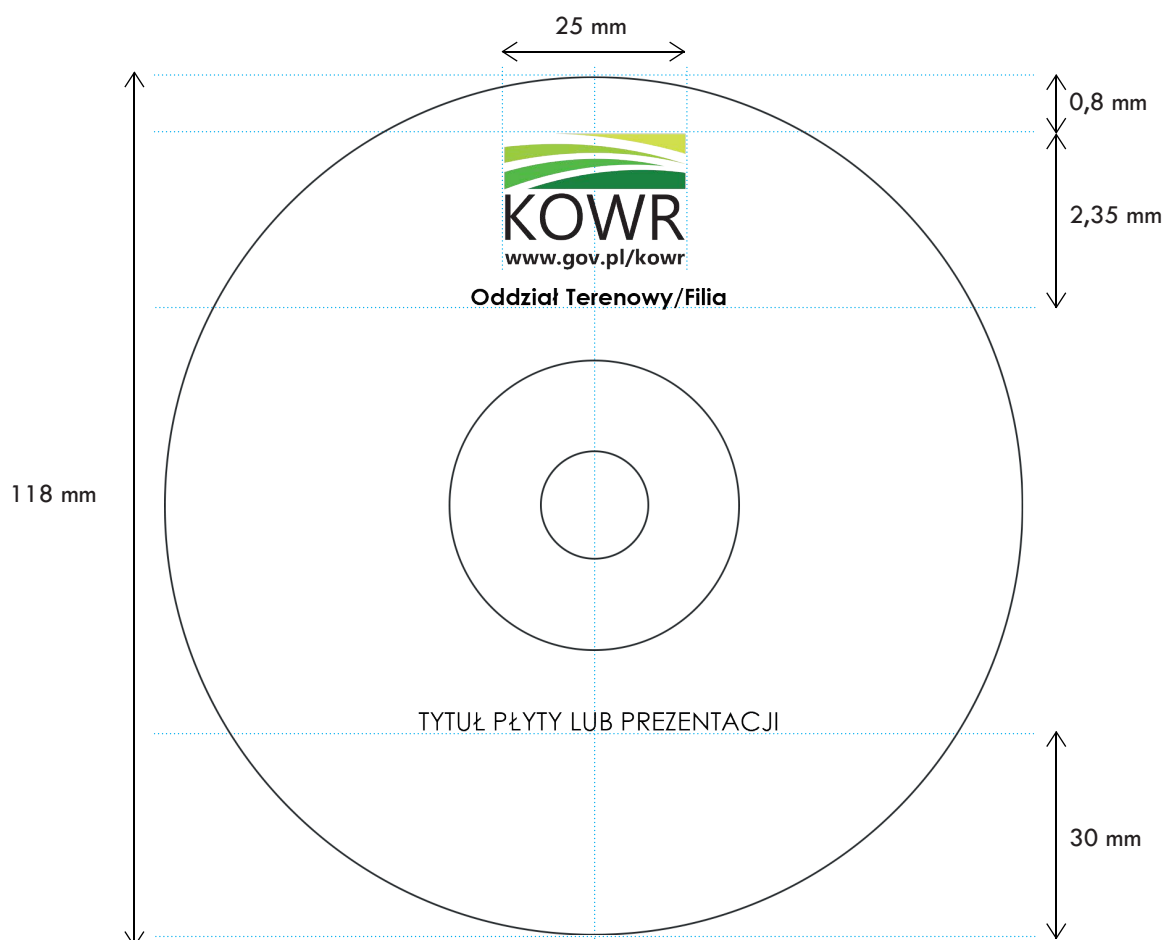 25 mm
0,8 mm
2,35 mm
KOWR
www.gov.pl/kowr
Oddział Terenowy/Filia
118 mm
TYTUŁ PŁYTY LUB PREZENTACJI
30 mm